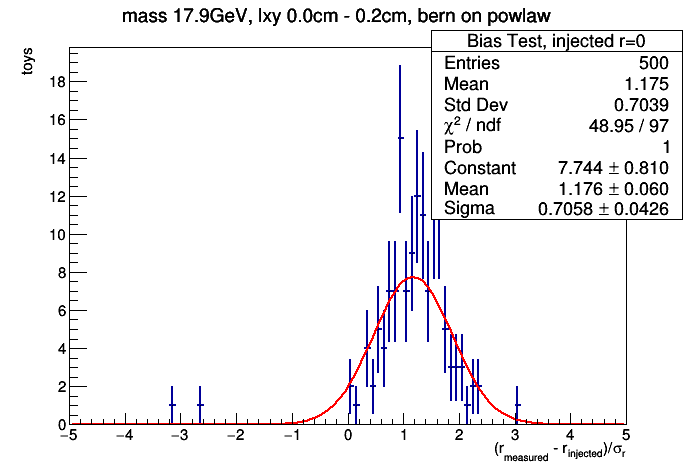 mass 17.9GeV, lxy 0.0cm - 0.2cm, bern on powlaw
toys
Bias Test, injected r=0
Entries 500
Mean 1.175
Std Dev 0.7039
χ² / ndf 48.95 / 97
Prob 1
Constant 7.744 ± 0.810
Mean 1.176 ± 0.060
Sigma 0.7058 ± 0.0426
18
16
14
12
10
8
6
4
2
0
−5 −4 −3 −2 −1 0 1 2 3 4 5
(r_measured - r_injected)/σ_r